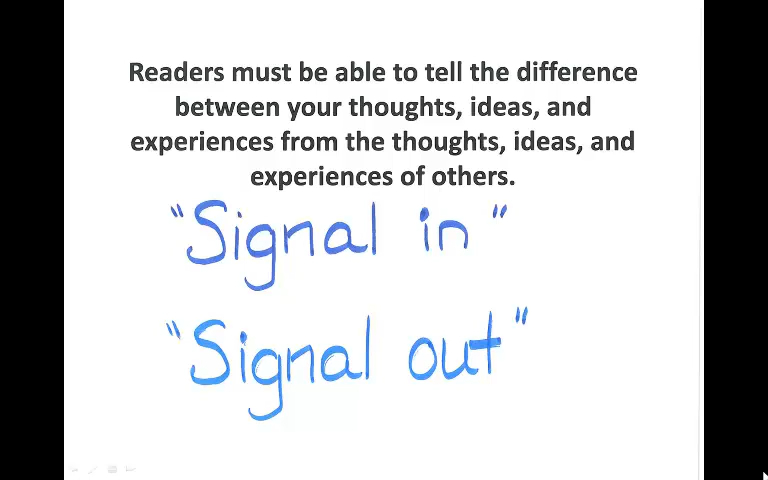 Readers must be able to tell the difference
between your thoughts, ideas, and
experiences from the thoughts, ideas, and
experiences of others.
"Signal in"
"Signal out"